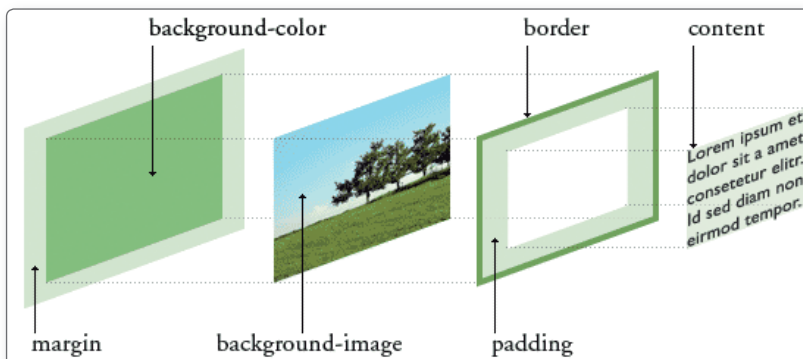 background-color
border
content
Lorem ipsum et
dolor sit a amet
consetetur elitr.
Id sed diam non
eirmod tempor.
margin
background-image
padding